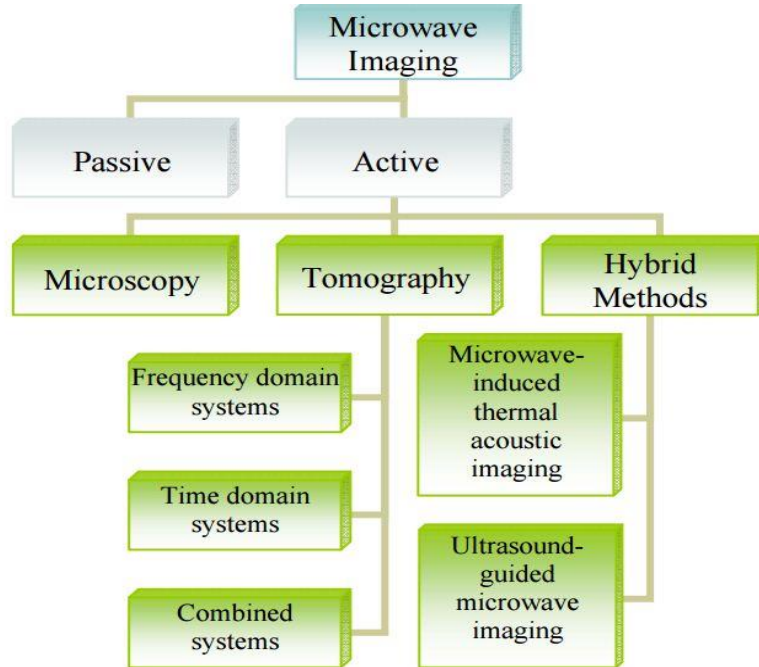 Microwave
Imaging
Passive
Active
Microscopy
Tomography
Hybrid
Methods
Frequency domain
systems
Time domain
systems
Combined
systems
Microwave-
induced
thermal
acoustic
imaging
Ultrasound-
guided
microwave
imaging